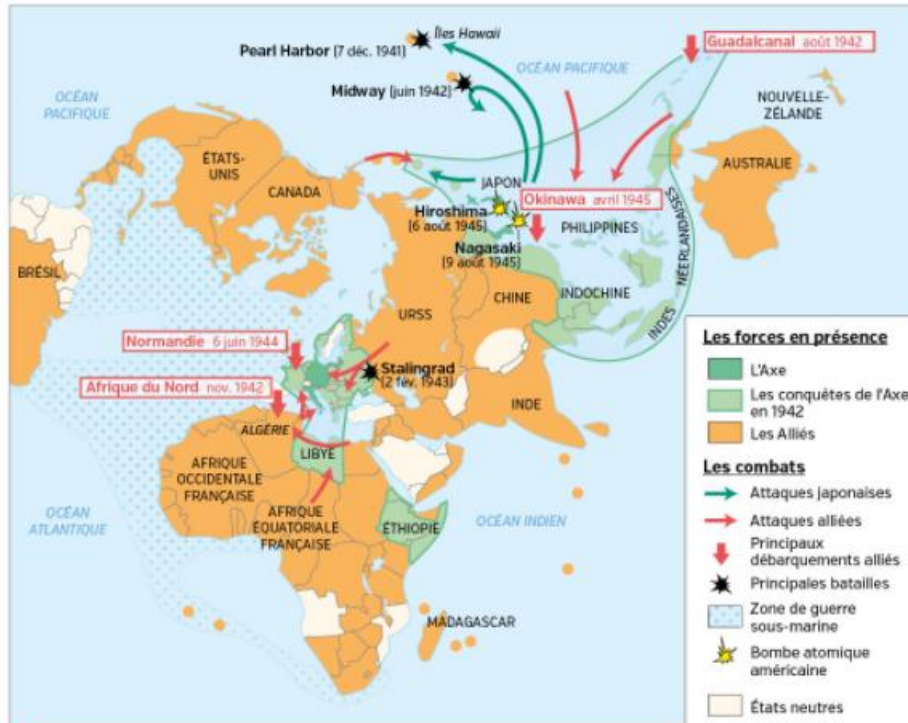 Îles Hawaii
Pearl Harbor (7 déc. 1941)
Guadalcanal août 1942
OCÉAN PACIFIQUE
Midway (juin 1942)
OCÉAN
PACIFIQUE
NOUVELLE-
ZÉLANDE
ÉTATS-
UNIS
CANADA
AUSTRALIE
JAPON
Okinawa avril 1945
Hiroshima
(6 août 1945)
PHILIPPINES
Nagasaki
(9 août 1945)
INDES NÉERLANDAISES
BRÉSIL
CHINE
INDOCHINE
URSS
Normandie 6 juin 1944
Stalingrad
(2 fév. 1943)
Afrique du Nord nov. 1942
INDE
ALGÉRIE
LIBYE
AFRIQUE
OCCIDENTALE
FRANÇAISE
OCÉAN
ATLANTIQUE
AFRIQUE
ÉQUATORIALE
FRANÇAISE
ÉTHIOPIE
OCÉAN INDIEN
MADAGASCAR
Les forces en présence
L'Axe
Les conquêtes de l'Axe
en 1942
Les Alliés
Les combats
Attaques japonaises
Attaques alliées
Principaux
débarquements alliés
Principales batailles
Zone de guerre
sous-marine
Bombe atomique
américaine
États neutres